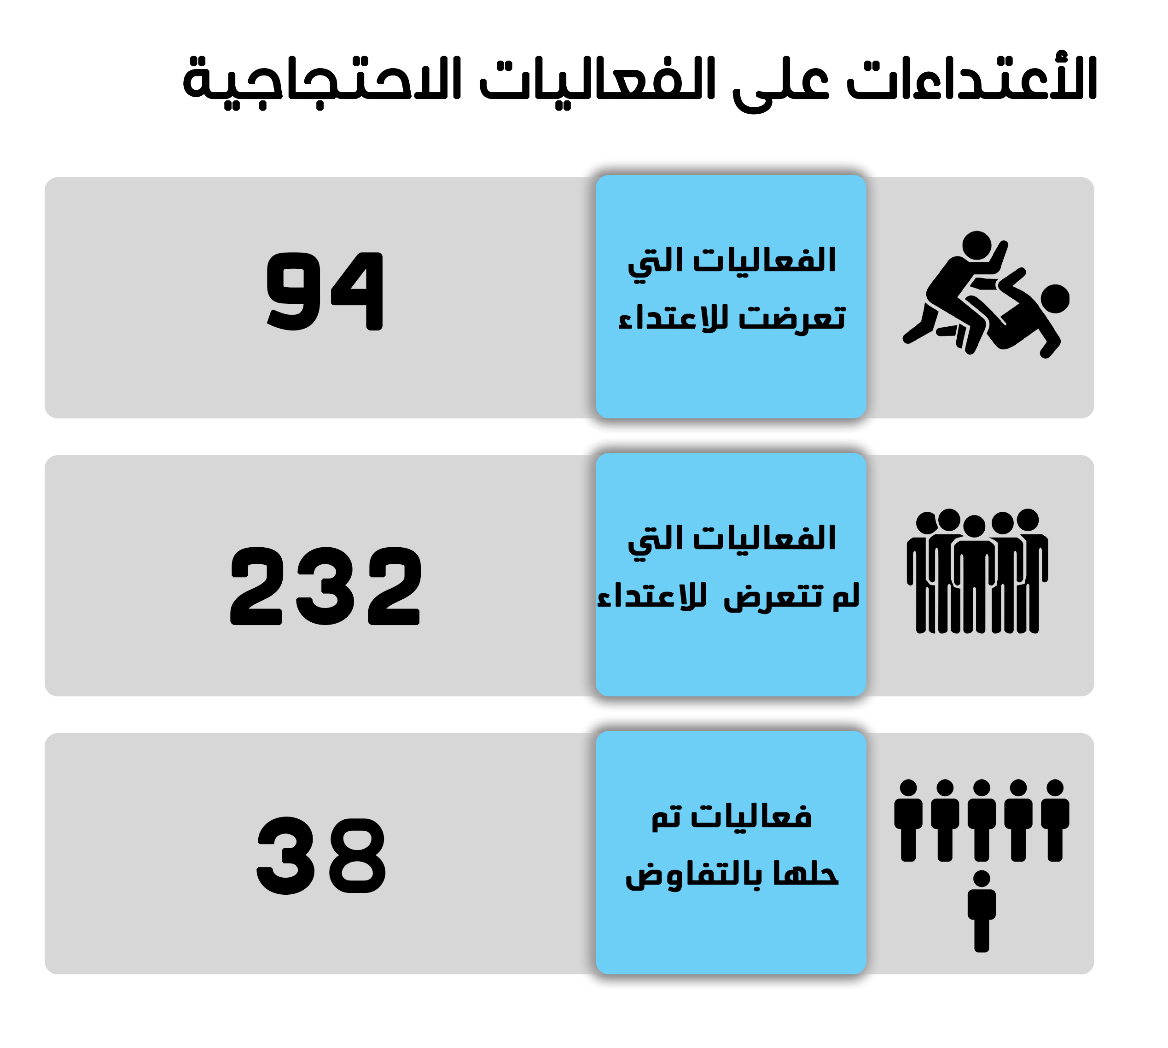 الأعتداءات على الفعاليات الاحتجاجية
الفعاليات التي
تعرضت للاعتداء
94
الفعاليات التي
لم تتعرض للاعتداء
232
فعاليات تم
حلها بالتفاوض
38